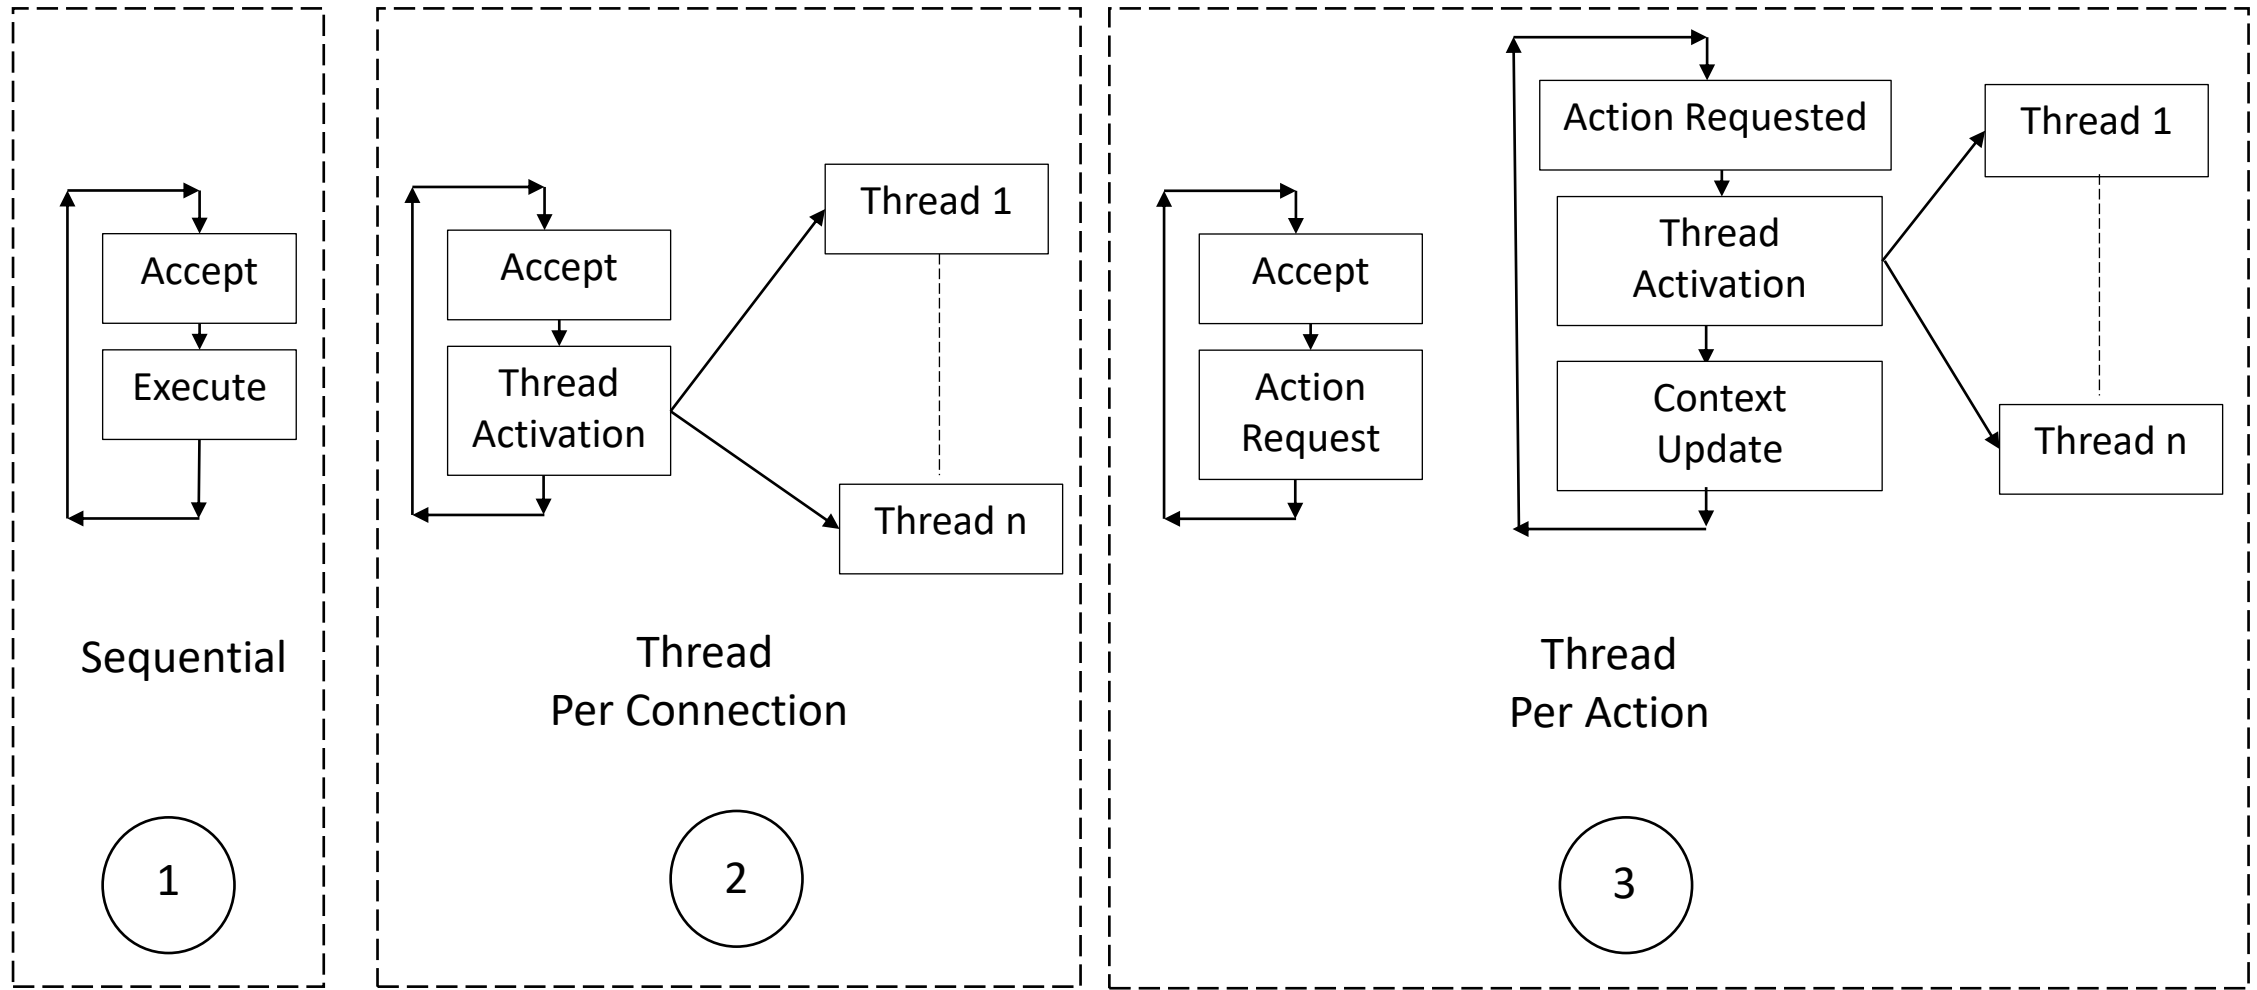 Accept
Execute
Sequential
1
Accept
Thread
Activation
Thread 1
Thread n
Thread
Per Connection
2
Accept
Action
Request
Action Requested
Thread
Activation
Context
Update
Thread 1
Thread n
Thread
Per Action
3